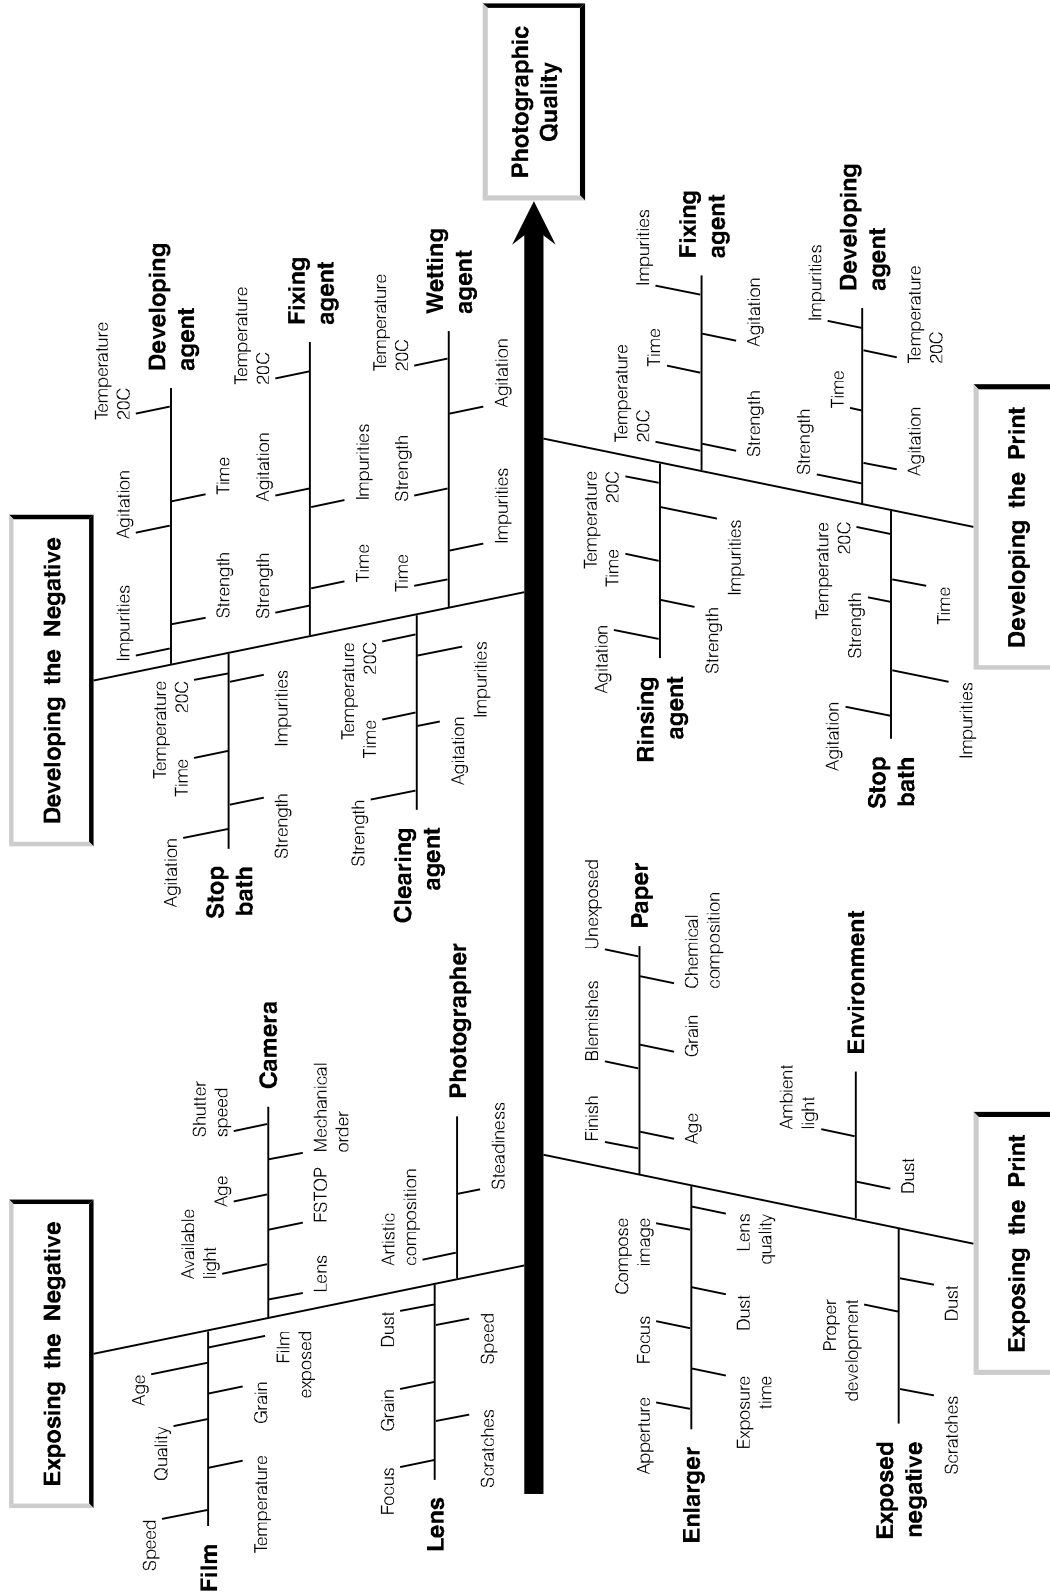 Exposing the Negative
Film
Speed
Quality
Age
Temperature
Grain
Film
exposed
Camera
Available
light
Age
Shutter
speed
Lens
FSTOP
Mechanical
order
Lens
Focus
Grain
Dust
Scratches
Speed
Photographer
Artistic
composition
Steadiness
Developing the Negative
Stop
bath
Agitation
Time
Temperature
20C
Strength
Impurities
Developing
agent
Impurities
Agitation
Temperature
20C
Strength
Time
Fixing
agent
Strength
Agitation
Temperature
20C
Time
Impurities
Clearing
agent
Strength
Time
Temperature
20C
Agitation
Impurities
Wetting
agent
Time
Strength
Temperature
20C
Impurities
Agitation
Photographic
Quality
Enlarger
Apperture
Focus
Compose
image
Exposure
time
Dust
Lens
quality
Paper
Finish
Blemishes
Unexposed
Age
Grain
Chemical
composition
Exposed
negative
Proper
development
Scratches
Dust
Environment
Ambient
light
Dust
Exposing the Print
Rinsing
agent
Agitation
Time
Temperature
20C
Strength
Impurities
Fixing
agent
Temperature
20C
Time
Impurities
Strength
Agitation
Stop
bath
Agitation
Strength
Temperature
20C
Impurities
Time
Developing
agent
Strength
Time
Impurities
Agitation
Temperature
20C
Developing the Print